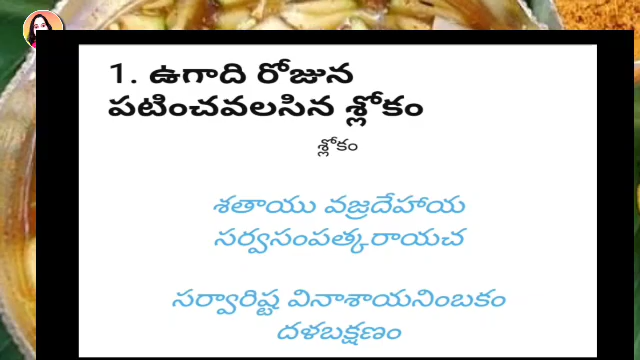 1. ఉగాది రోజున
పటించవలసిన శ్లోకం
శ్లోకం
శతాయు వజ్రదేహాయ
సర్వసంపత్కరాయచ
సర్వారిష్ట వినాశాయనింబకం
దళబక్షణం